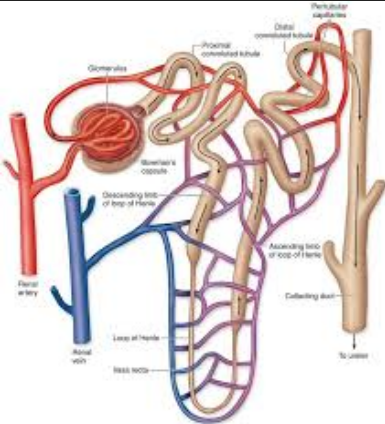 Peritubular
capillaries
Distal
convoluted tubule
Proximal
convoluted tubule
Glomerulus
Bowman's
capsule
Descending limb
of loop of Henle
Ascending limb
of loop of Henle
Renal
artery
Collecting duct
Loop of Henle
Renal
vein
Vasa recta
To ureter